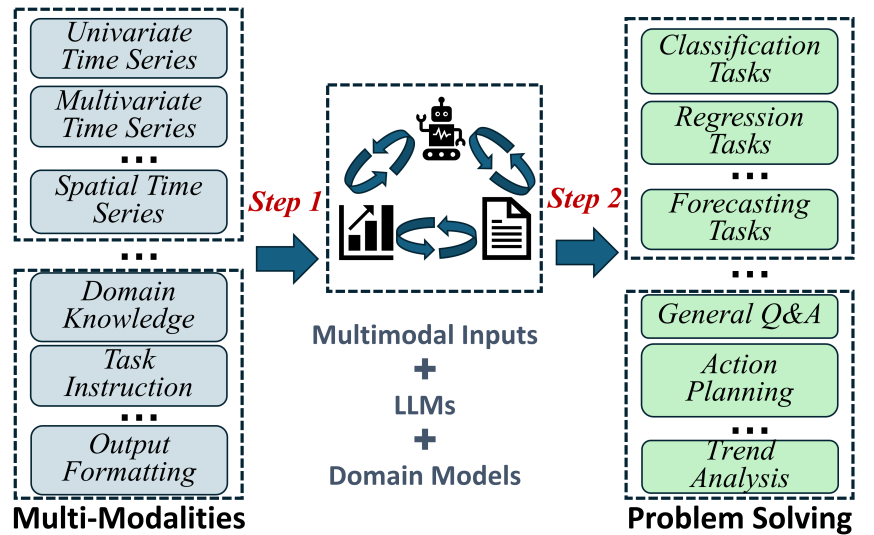 Univariate
Time Series
Multivariate
Time Series
...
Spatial Time
Series
...
Domain
Knowledge
Task
Instruction
...
Output
Formatting
Multi-Modalities
Step 1
Multimodal Inputs
+
LLMs
+
Domain Models
Step 2
Classification
Tasks
Regression
Tasks
...
Forecasting
Tasks
...
General Q&A
Action
Planning
...
Trend
Analysis
Problem Solving